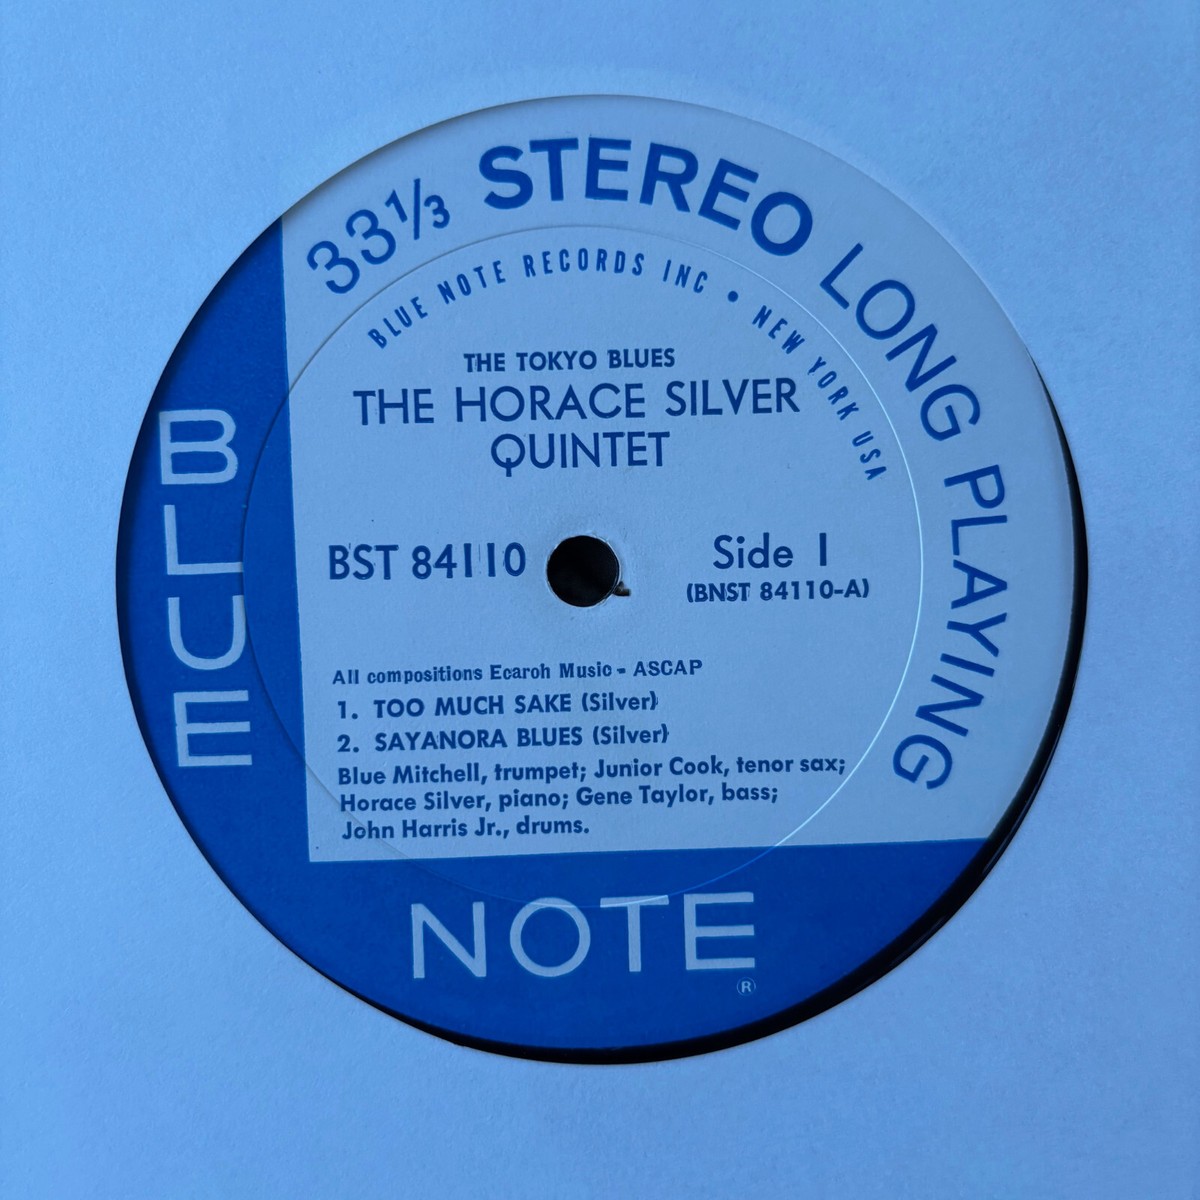 33⅓ STEREO LONG PLAYING
BLUE NOTE RECORDS INC • NEW YORK USA
THE TOKYO BLUES
THE HORACE SILVER
QUINTET
BST 84110
Side 1
(BNST 84110-A)
All compositions Ecaroh Music - ASCAP
1. TOO MUCH SAKE (Silver)
2. SAYANORA BLUES (Silver)
Blue Mitchell, trumpet; Junior Cook, tenor sax;
Horace Silver, piano; Gene Taylor, bass;
John Harris Jr., drums.
BLUE
NOTE
®